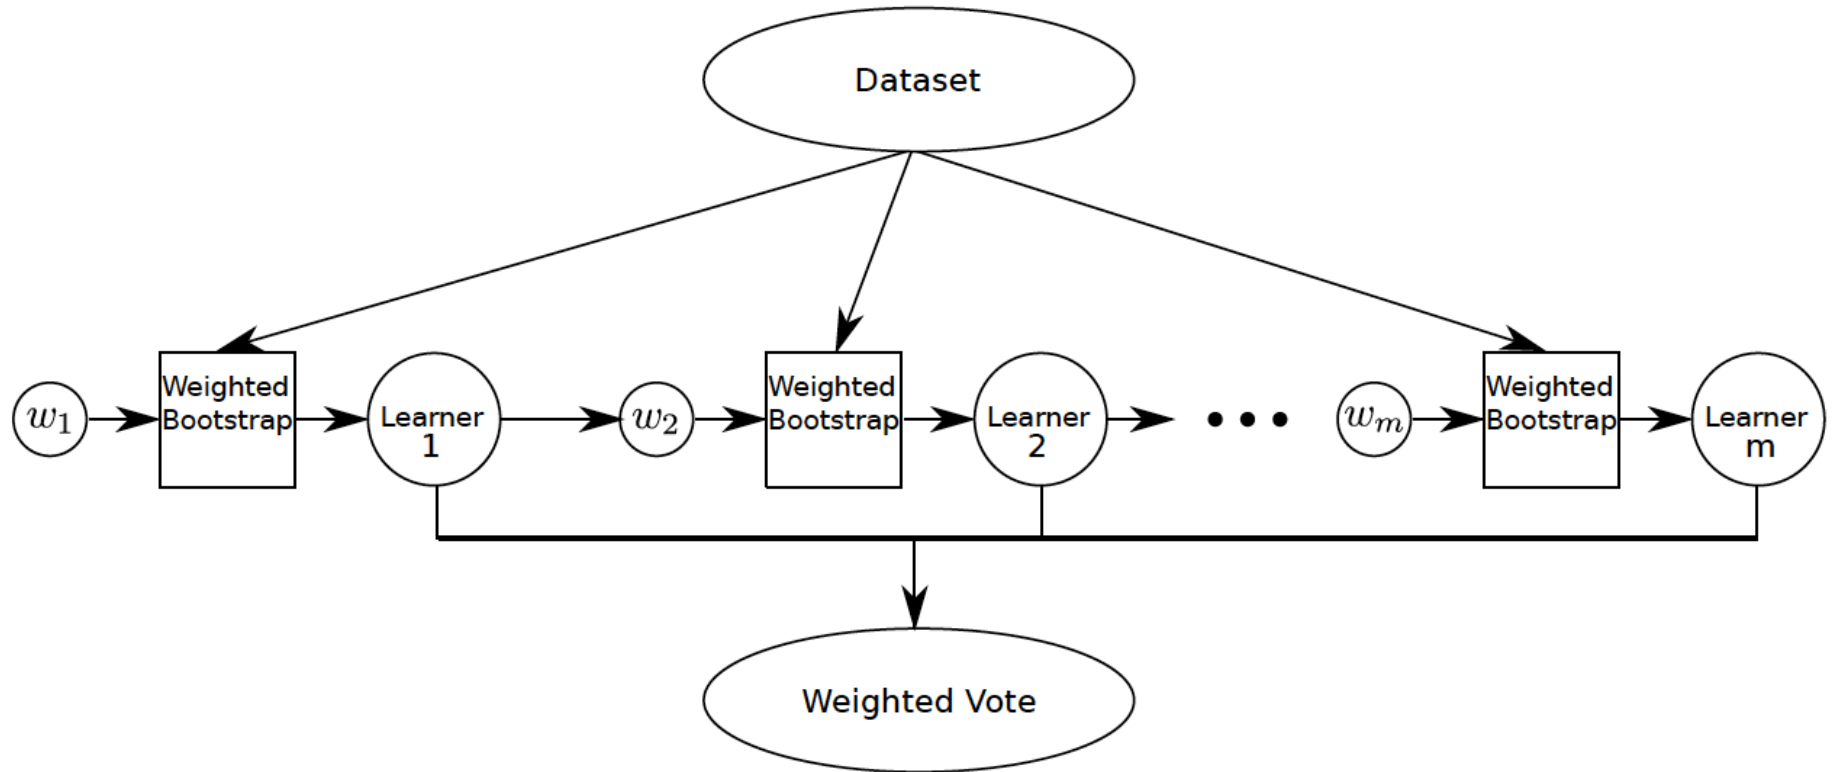 Dataset
w₁
Weighted
Bootstrap
Learner
1
w₂
Weighted
Bootstrap
Learner
2
• • •
wₘ
Weighted
Bootstrap
Learner
m
Weighted Vote